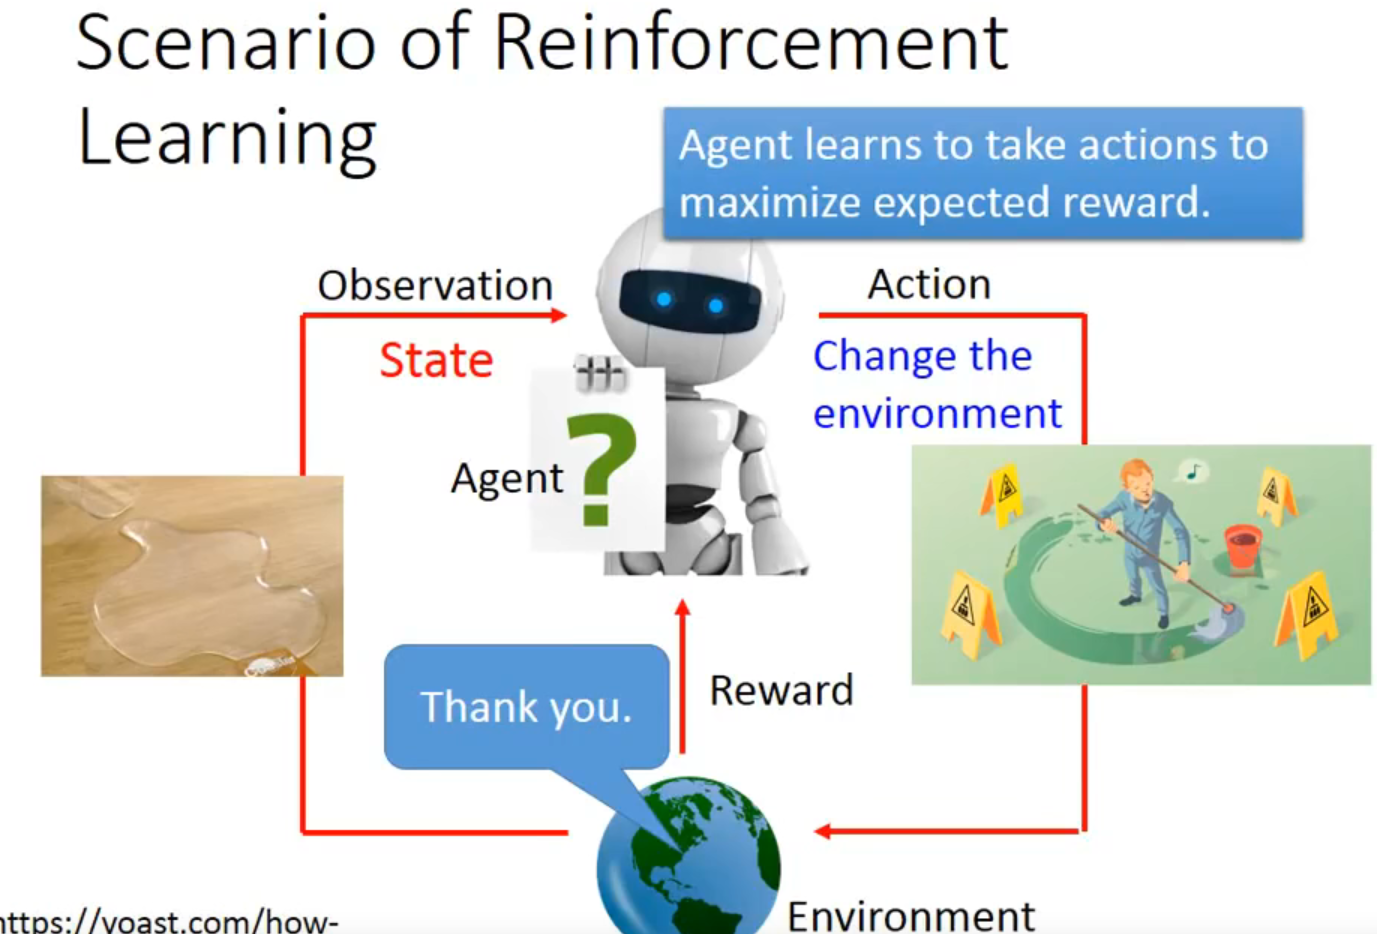 Scenario of Reinforcement
Learning
Agent learns to take actions to
maximize expected reward.
Observation
Action
State
Change the
environment
Agent
?
Thank you.
Reward
Environment
https://yoast.com/how-